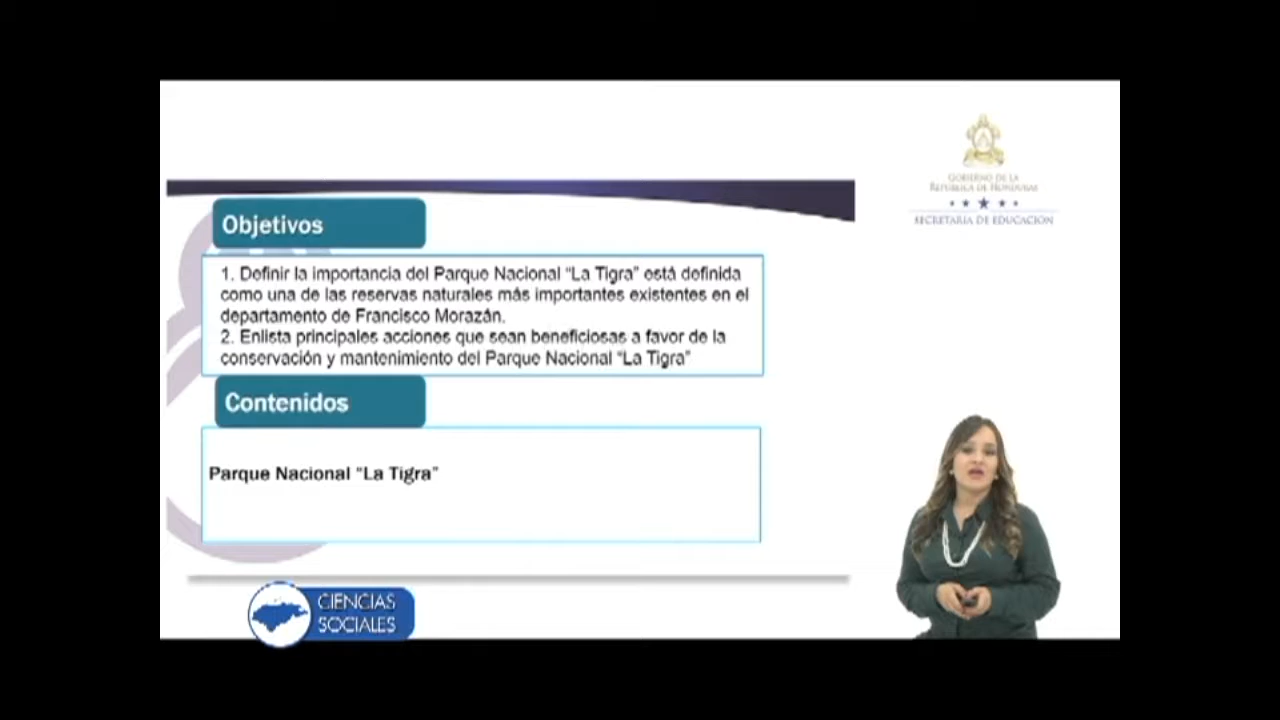 GOBIERNO DE LA
REPÚBLICA DE HONDURAS
SECRETARÍA DE EDUCACIÓN
Objetivos
1. Definir la importancia del Parque Nacional “La Tigra” está definida
como una de las reservas naturales más importantes existentes en el
departamento de Francisco Morazán.
2. Enlista principales acciones que sean beneficiosas a favor de la
conservación y mantenimiento del Parque Nacional “La Tigra”
Contenidos
Parque Nacional “La Tigra”
CIENCIAS
SOCIALES